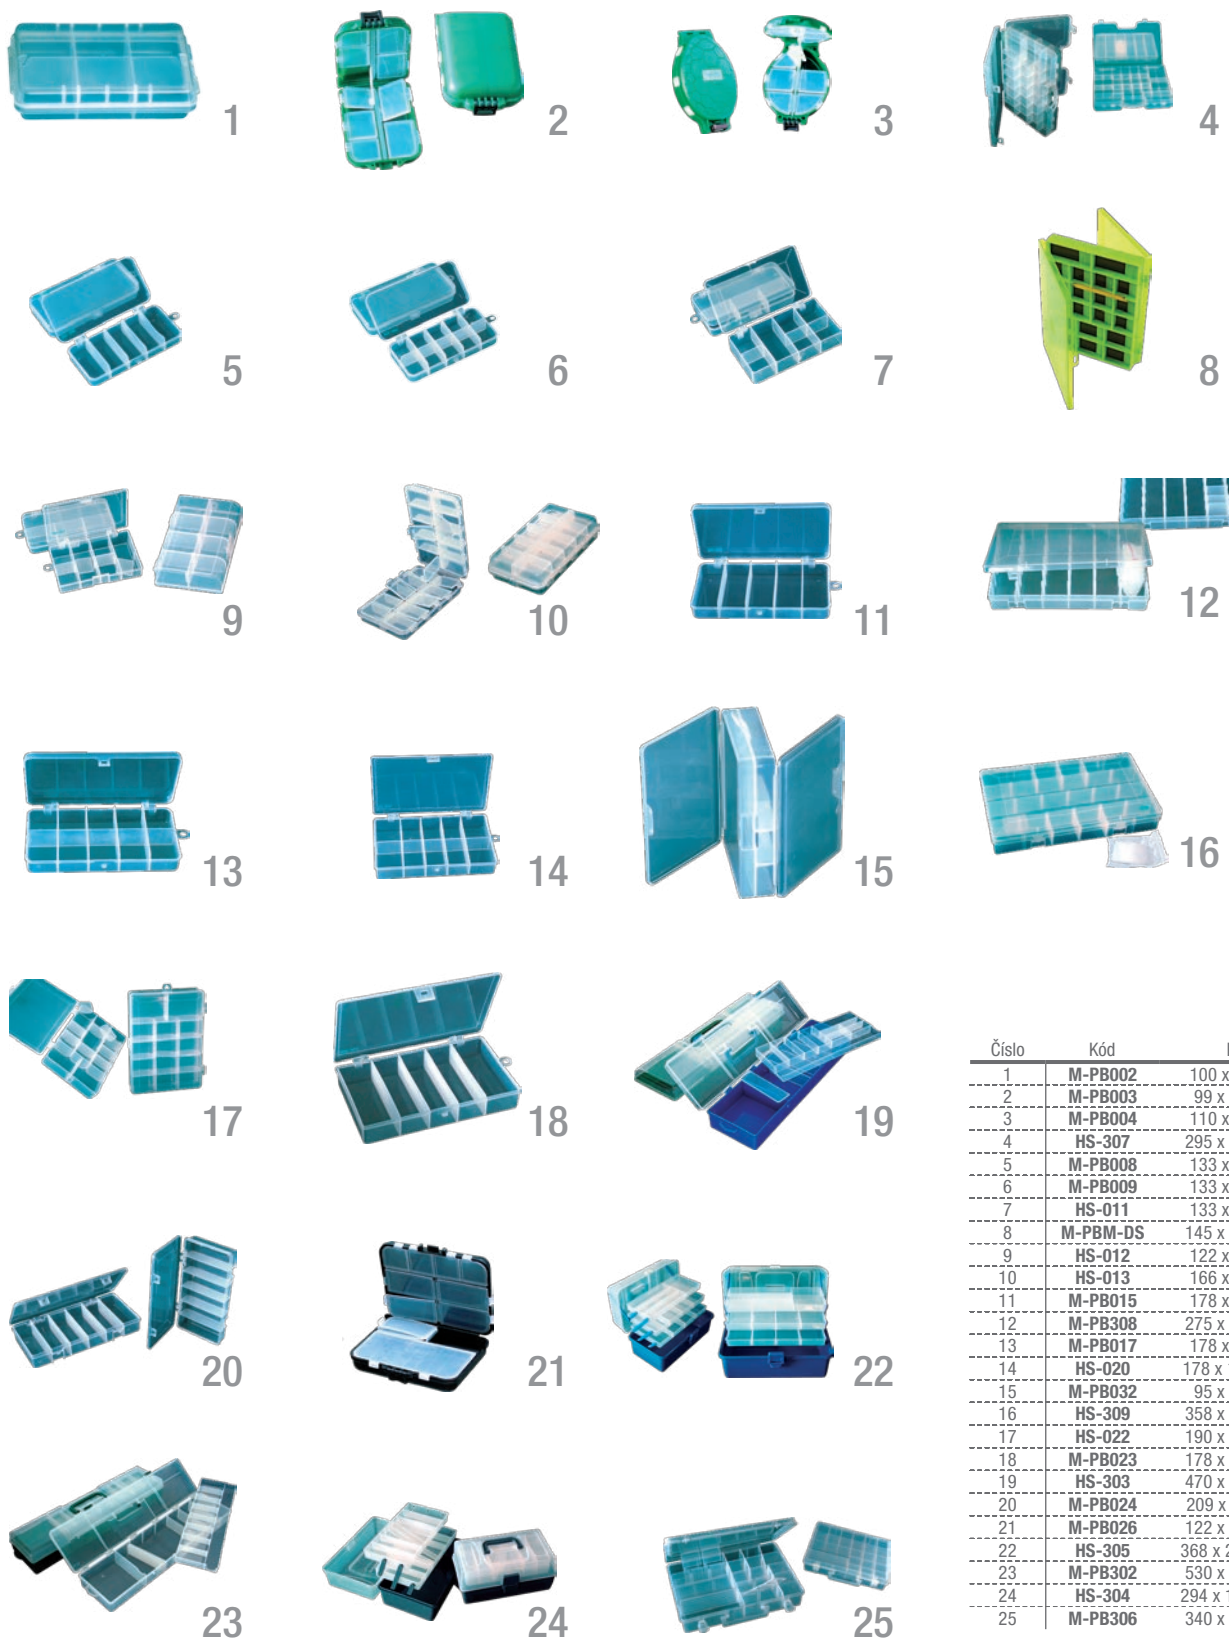 1 2 3 4
5 6 7 8
9 10 11 12
13 14 15 16
17 18 19
20 21 22
23 24 25
Číslo Kód
1 M-PB002 100 x
2 M-PB003 99 x
3 M-PB004 110 x
4 HS-307 295 x
5 M-PB008 133 x
6 M-PB009 133 x
7 HS-011 133 x
8 M-PBM-DS 145 x
9 HS-012 122 x
10 HS-013 166 x
11 M-PB015 178 x
12 M-PB308 275 x
13 M-PB017 178 x
14 HS-020 178 x
15 M-PB032 95 x
16 HS-309 358 x
17 HS-022 190 x
18 M-PB023 178 x
19 HS-303 470 x
20 M-PB024 209 x
21 M-PB026 122 x
22 HS-305 368 x
23 M-PB302 530 x
24 HS-304 294 x
25 M-PB306 340 x